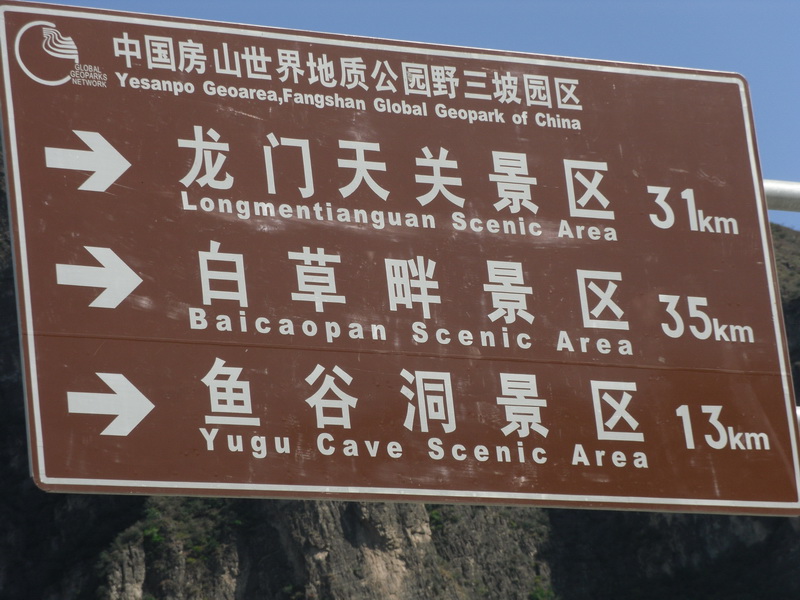 GLOBAL
GEOPARKS
NETWORK
中国房山世界地质公园野三坡园区
Yesanpo Geoarea,Fangshan Global Geopark of China
龙门天关景区 31km
Longmentianguan Scenic Area
白草畔景区 35km
Baicaopan Scenic Area
鱼谷洞景区 13km
Yugu Cave Scenic Area